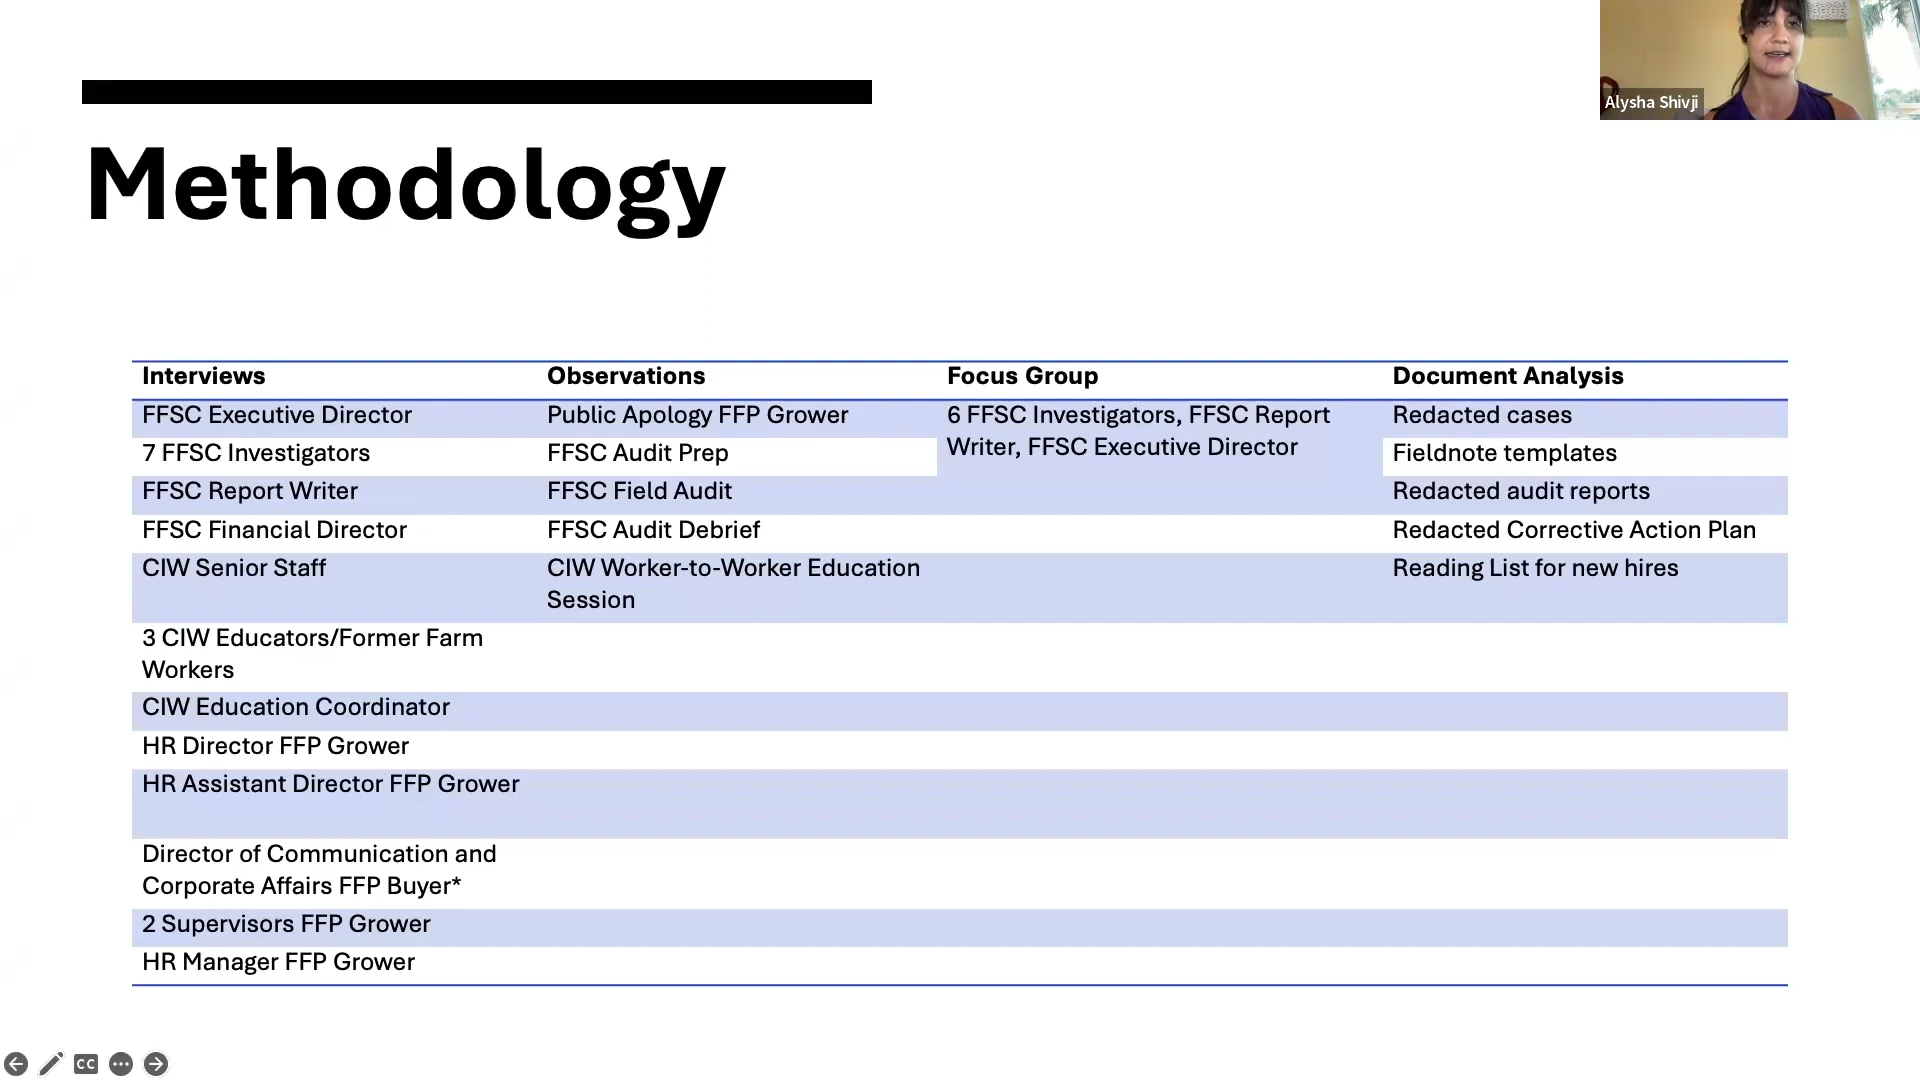 Alysha Shivji
Methodology
Interviews
Observations
Focus Group
Document Analysis
FFSC Executive Director
Public Apology FFP Grower
6 FFSC Investigators, FFSC Report
Writer, FFSC Executive Director
Redacted cases
7 FFSC Investigators
FFSC Audit Prep
Fieldnote templates
FFSC Report Writer
FFSC Field Audit
Redacted audit reports
FFSC Financial Director
FFSC Audit Debrief
Redacted Corrective Action Plan
CIW Senior Staff
CIW Worker-to-Worker Education
Session
Reading List for new hires
3 CIW Educators/Former Farm
Workers
CIW Education Coordinator
HR Director FFP Grower
HR Assistant Director FFP Grower
Director of Communication and
Corporate Affairs FFP Buyer*
2 Supervisors FFP Grower
HR Manager FFP Grower
CC